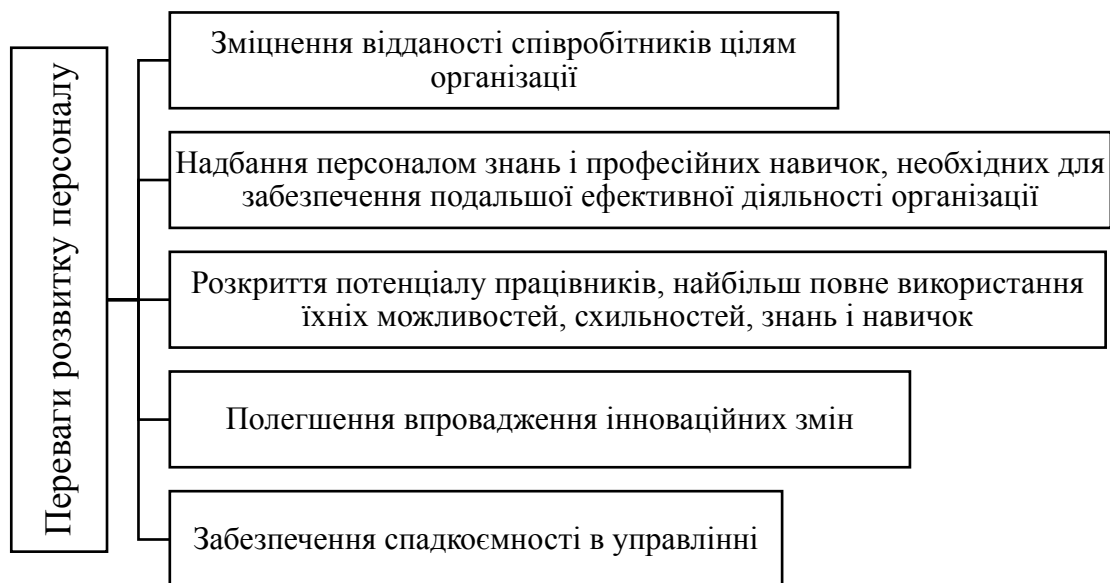 Переваги розвитку персоналу
Зміцнення відданості співробітників цілям
організації
Надбання персоналом знань і професійних навичок, необхідних для
забезпечення подальшої ефективної діяльності організації
Розкриття потенціалу працівників, найбільш повне використання
їхніх можливостей, схильностей, знань і навичок
Полегшення впровадження інноваційних змін
Забезпечення спадкоємності в управлінні